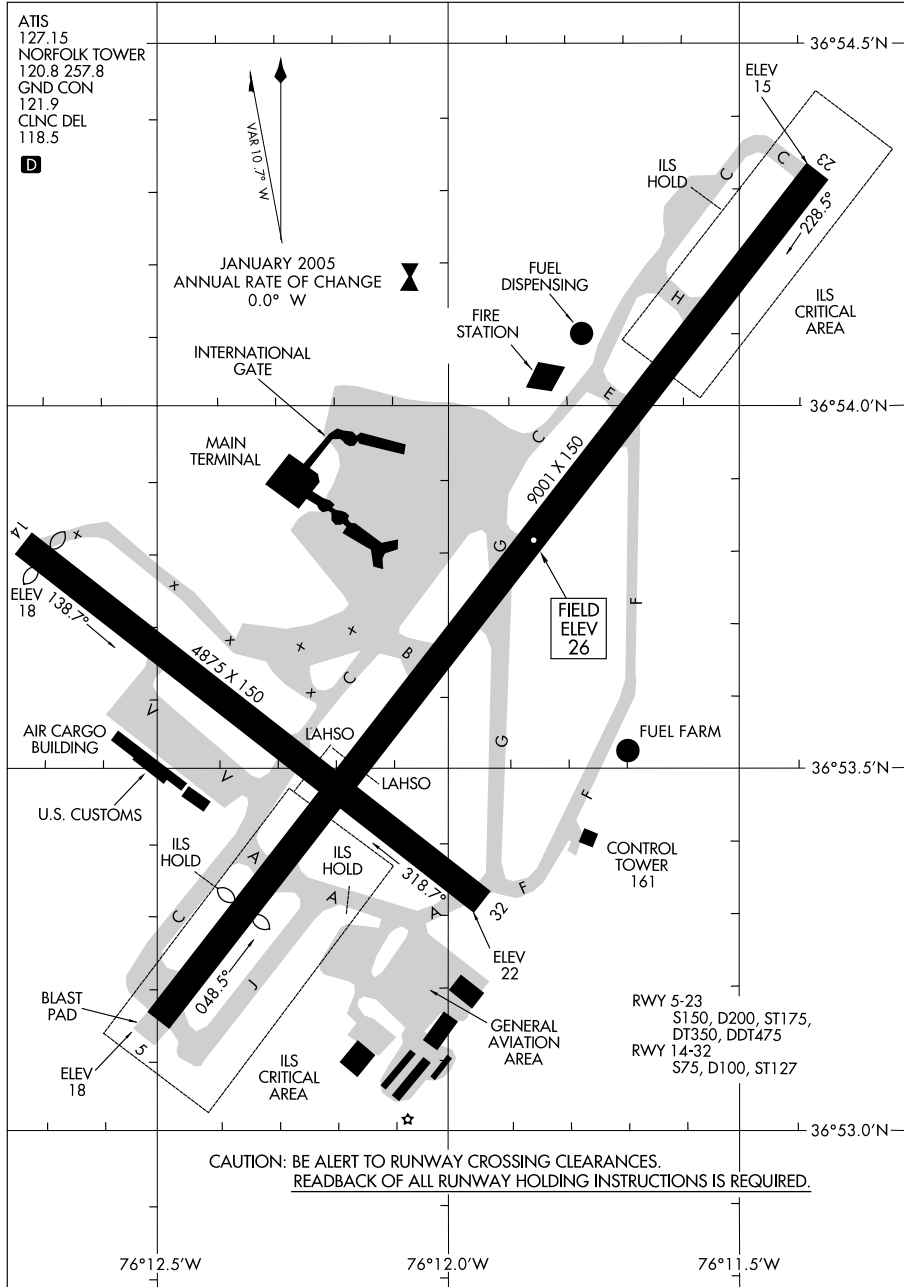 ATIS
127.15
NORFOLK TOWER
120.8 257.8
GND CON
121.9
CLNC DEL
118.5
D
VAR 10.7° W
JANUARY 2005
ANNUAL RATE OF CHANGE
0.0° W
36°54.5'N
ELEV
15
23
C
C
ILS
HOLD
228.5°
H
ILS
CRITICAL
AREA
FUEL
DISPENSING
FIRE
STATION
INTERNATIONAL
GATE
MAIN
TERMINAL
36°54.0'N
E
C
9001 X 150
G
F
FIELD
ELEV
26
14
X
X
X
X
X
X
ELEV
18
138.7°
4875 X 150
B
C
V
V
AIR CARGO
BUILDING
U.S. CUSTOMS
LAHSO
LAHSO
G
FUEL FARM
36°53.5'N
F
CONTROL
TOWER
161
ILS
HOLD
A
ILS
HOLD
A
318.7°
A
F
32
C
J
048.5°
ELEV
22
BLAST
PAD
5
ELEV
18
ILS
CRITICAL
AREA
GENERAL
AVIATION
AREA
RWY 5-23
S150, D200, ST175,
DT350, DDT475
RWY 14-32
S75, D100, ST127
36°53.0'N
CAUTION: BE ALERT TO RUNWAY CROSSING CLEARANCES.
READBACK OF ALL RUNWAY HOLDING INSTRUCTIONS IS REQUIRED.
76°12.5'W
76°12.0'W
76°11.5'W